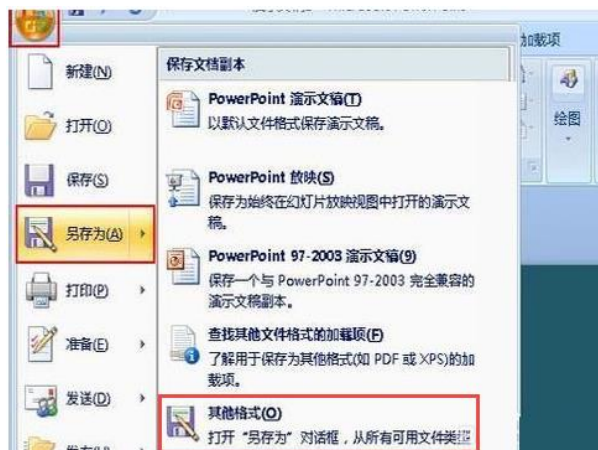 加载项
新建(N)
保存文档副本
PowerPoint 演示文稿(T)
以默认文件格式保存演示文稿。
打开(O)
绘图
保存(S)
PowerPoint 放映(S)
保存为始终在幻灯片放映视图中打开的演示文
稿。
另存为(A)
PowerPoint 97-2003 演示文稿(9)
保存一个与 PowerPoint 97-2003 完全兼容的
演示文稿副本。
打印(P)
查找其他文件格式的加载项(F)
了解用于保存为其他格式(如 PDF 或 XPS)的加
载项。
准备(E)
发送(D)
其他格式(O)
打开“另存为”对话框，从所有可用文件类